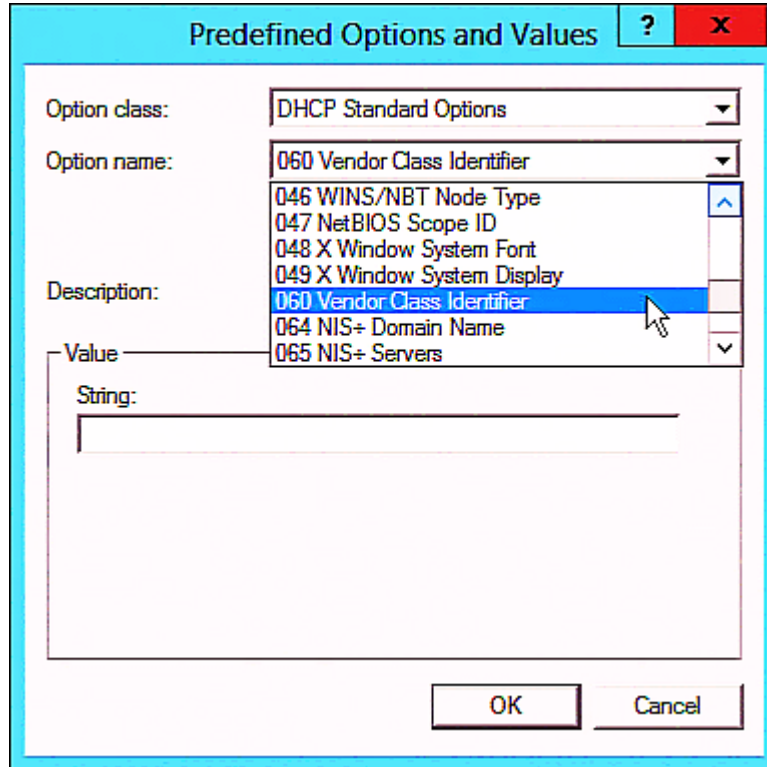 Predefined Options and Values ? x
Option class: DHCP Standard Options
Option name: 060 Vendor Class Identifier
046 WINS/NBT Node Type
047 NetBIOS Scope ID
048 X Window System Font
049 X Window System Display
Description:
060 Vendor Class Identifier
064 NIS+ Domain Name
Value
065 NIS+ Servers
String:
OK Cancel